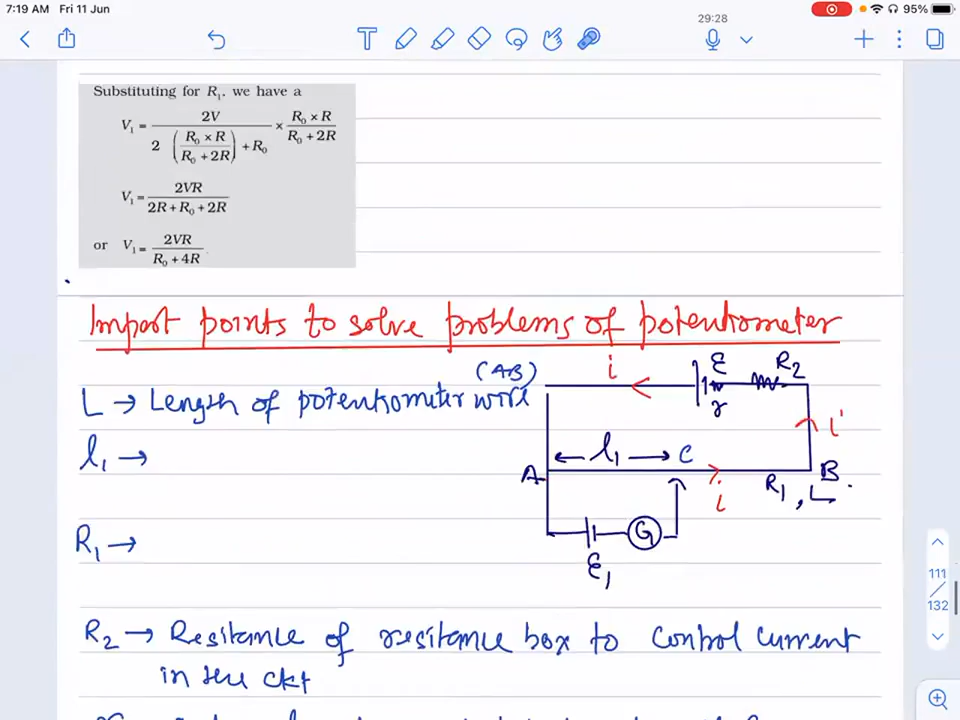 7:19 AM Fri 11 Jun
29:28
95%
Substituting for R₁, we have a
V₁ = 2V / (2 (R₀ × R / R₀ + 2R) + R₀) × R₀ × R / R₀ + 2R
V₁ = 2VR / 2R + R₀ + 2R
or V₁ = 2VR / R₀ + 4R
Import points to solve problems of potentiometer
L → Length of potentiometer wire (AB)
l₁ →
R₁ →
R₂ → Resitance of resitance box to control current
in the ckt
i
ε
r
R₂
i
l₁
C
A
B
i
R₁, L
G
ε₁
111
/
132